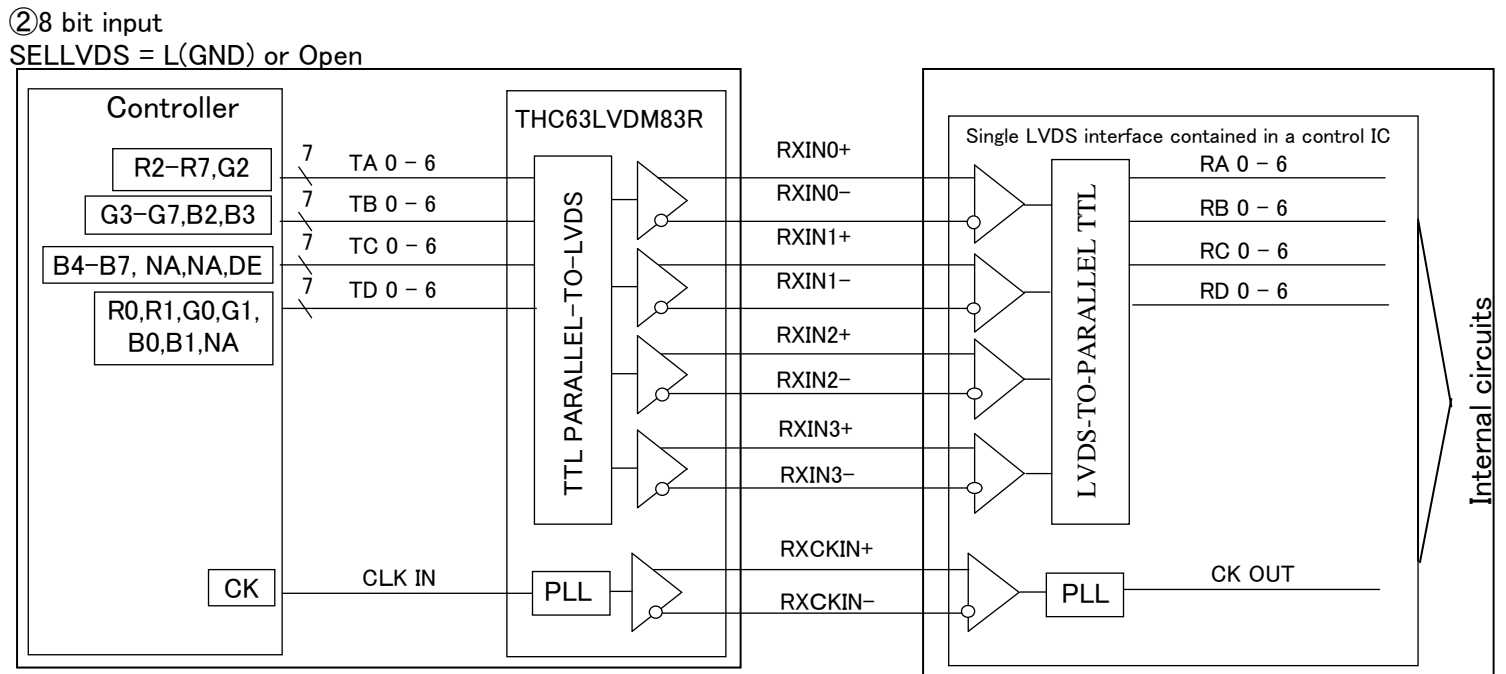 ②8 bit input
SELLVDS = L(GND) or Open
Controller
R2-R7,G2
G3-G7,B2,B3
B4-B7, NA,NA,DE
R0,R1,G0,G1,
B0,B1,NA
CK
7
TA 0 - 6
7
TB 0 - 6
7
TC 0 - 6
7
TD 0 - 6
CLK IN
THC63LVDM83R
TTL PARALLEL-TO-LVDS
PLL
RXIN0+
RXIN0-
RXIN1+
RXIN1-
RXIN2+
RXIN2-
RXIN3+
RXIN3-
RXCKIN+
RXCKIN-
Single LVDS interface contained in a control IC
LVDS-TO-PARALLEL TTL
PLL
RA 0 - 6
RB 0 - 6
RC 0 - 6
RD 0 - 6
CK OUT
Internal circuits